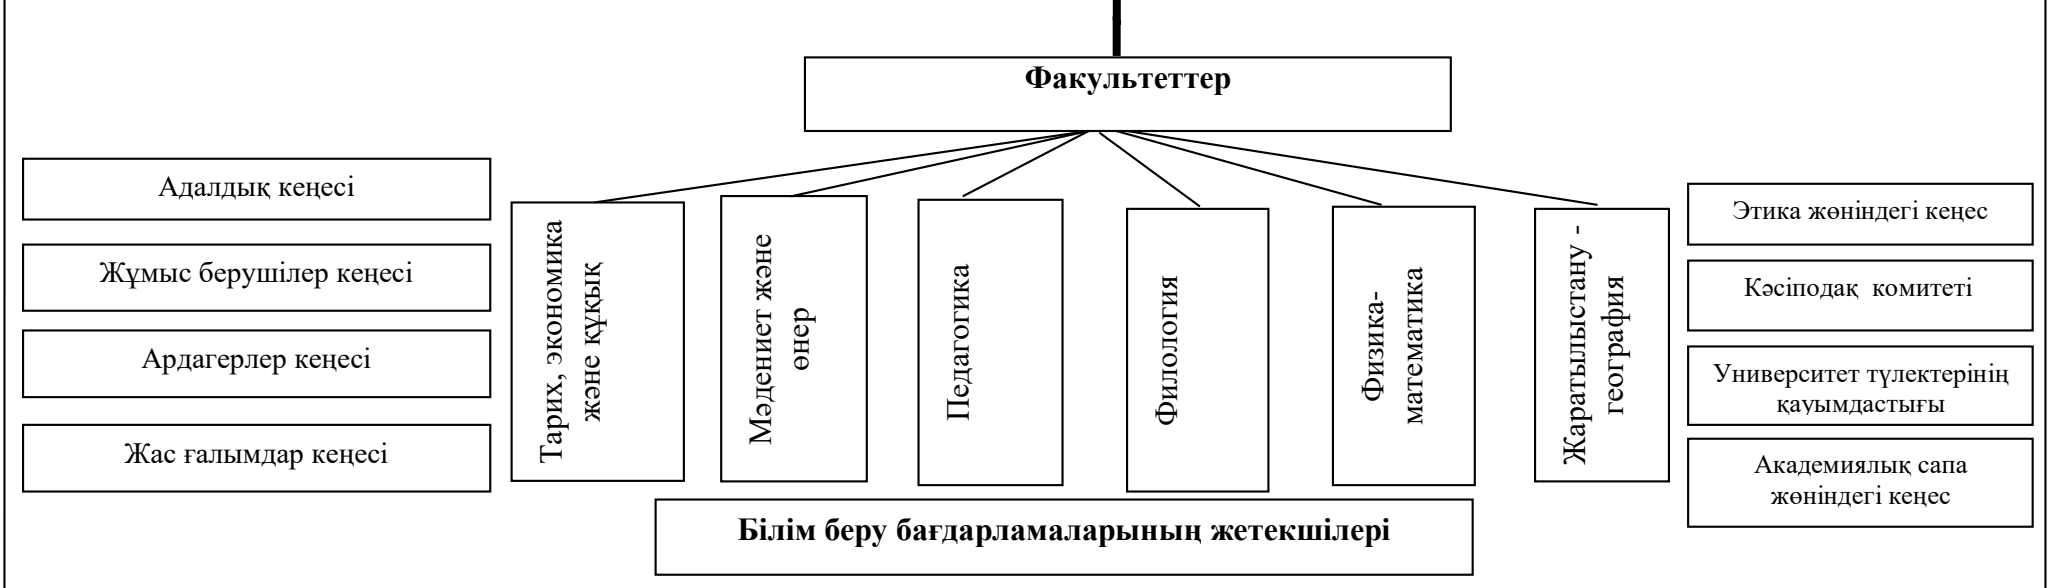 Факультеттер
Адалдық кеңесі
Жұмыс берушілер кеңесі
Ардагерлер кеңесі
Жас ғалымдар кеңесі
Тарих, экономика
және құқық
Мәдениет және
өнер
Педагогика
Филология
Физика-
математика
Жаратылыстану -
география
Этика жөніндегі кеңес
Кәсіподақ комитеті
Университет түлектерінің
қауымдастығы
Академиялық сапа
жөніндегі кеңес
Білім беру бағдарламаларының жетекшілері